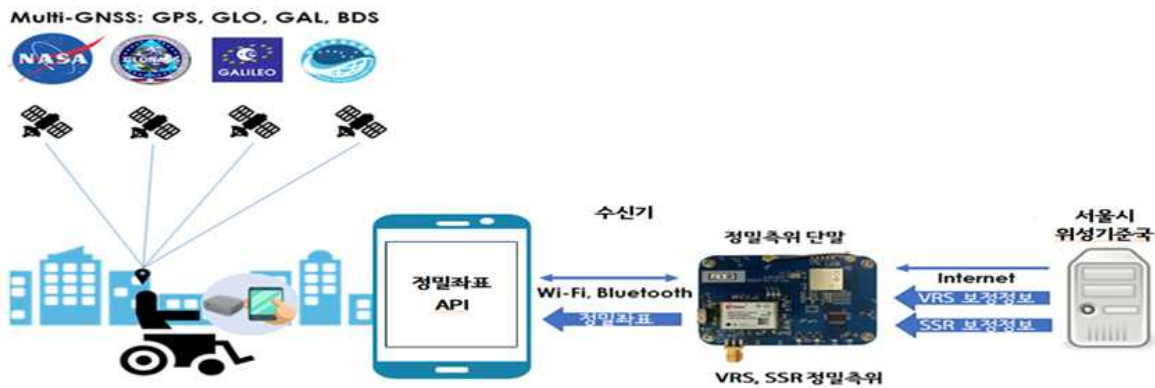 Multi-GNSS: GPS, GLO, GAL, BDS
NASA
GLONASS
GALILEO
수신기
정밀측위 단말
서울시
위성기준국
정밀좌표
API
Wi-Fi, Bluetooth
정밀좌표
Internet
VRS 보정정보
SSR 보정정보
VRS, SSR 정밀측위